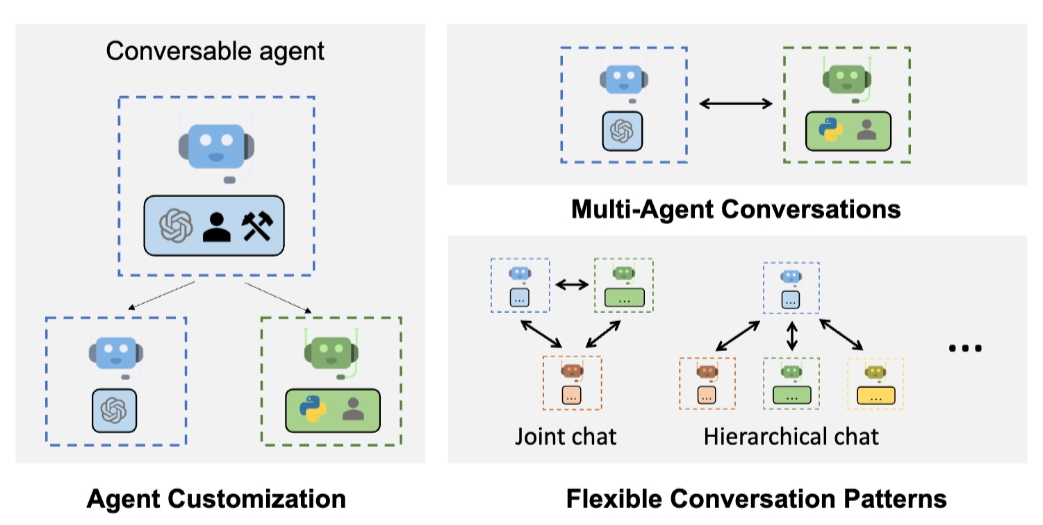 Conversable agent
Agent Customization
Multi-Agent Conversations
...
...
...
...
...
...
...
...
Joint chat
Hierarchical chat
Flexible Conversation Patterns